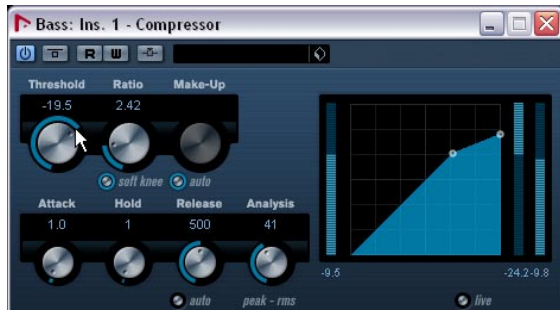 Bass: Ins. 1 - Compressor
R W
Threshold Ratio Make-Up
-19.5 2.42
soft knee auto
Attack Hold Release Analysis
1.0 1 500 41
auto peak - rms
-9.5 -24.2 -9.8
live